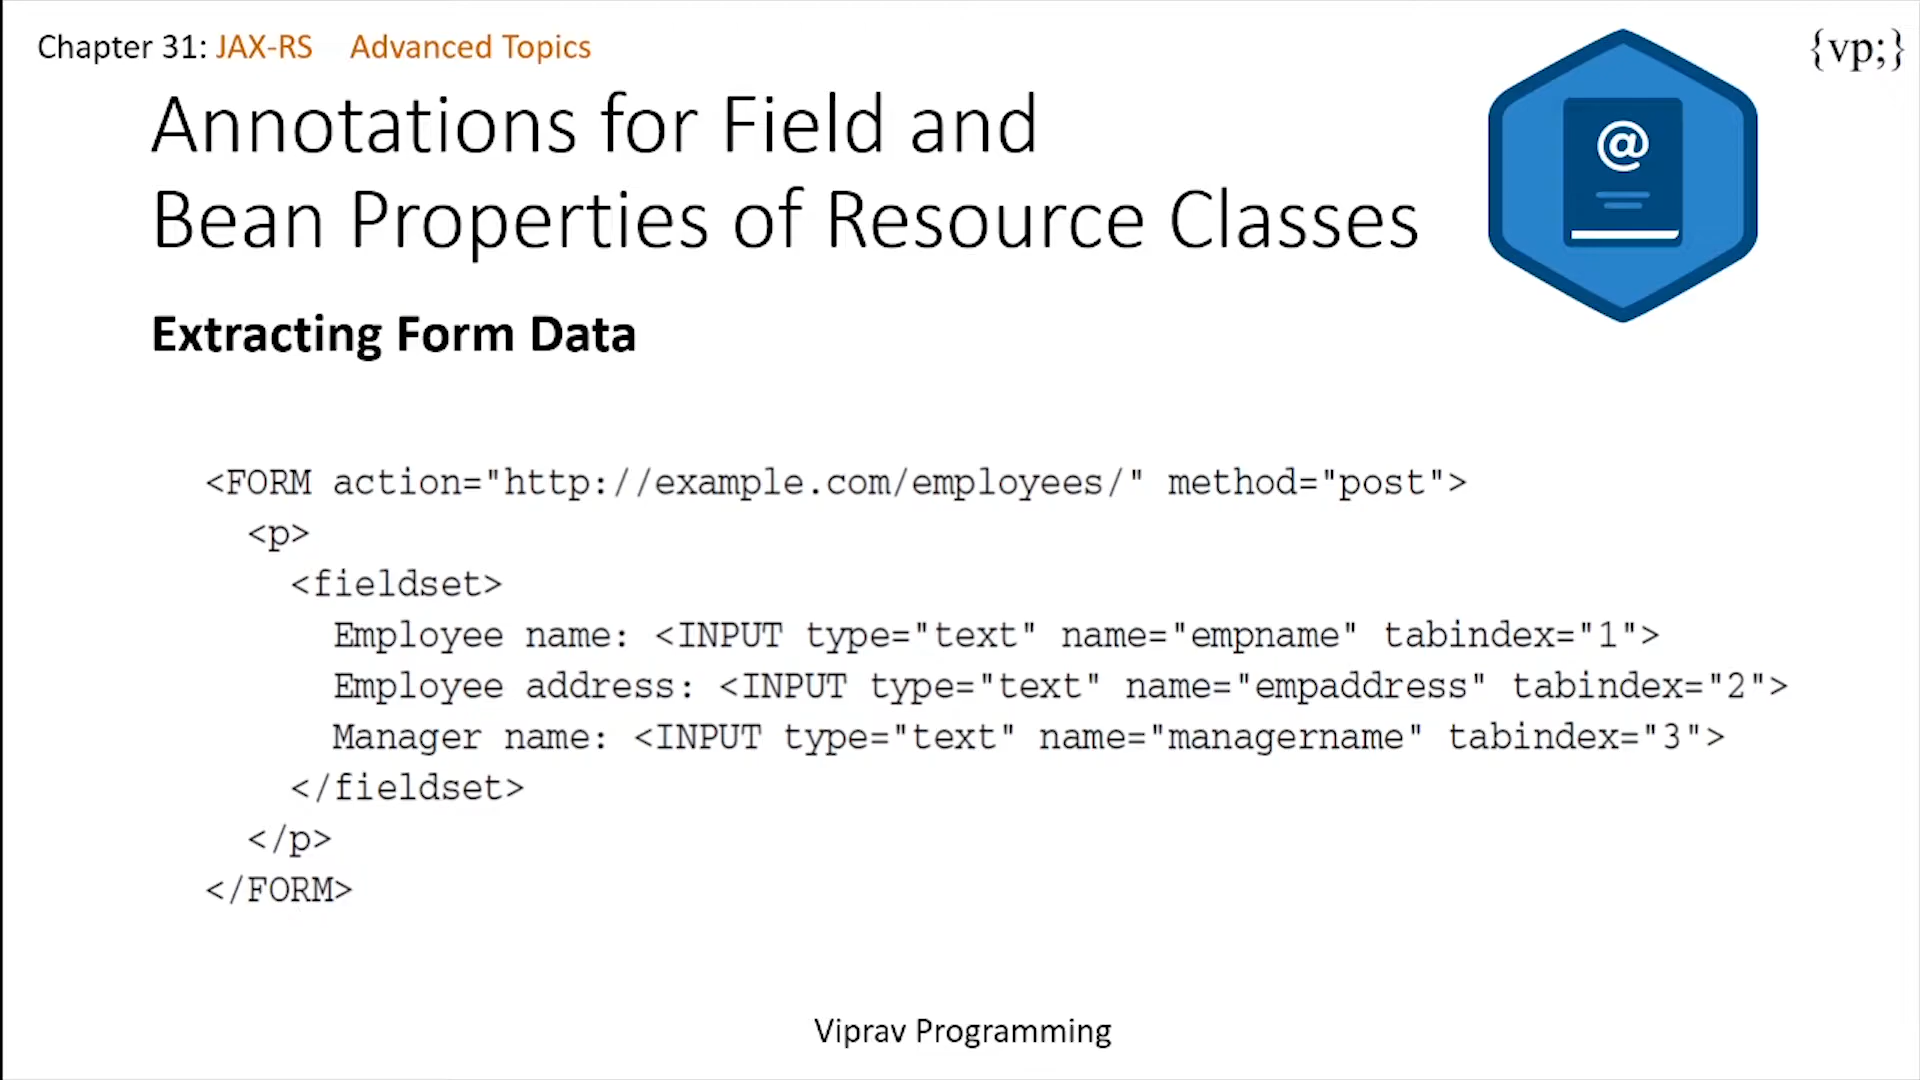 Chapter 31: JAX-RS Advanced Topics
{vp;}
Annotations for Field and
Bean Properties of Resource Classes
@
Extracting Form Data
<FORM action="http://example.com/employees/" method="post">
<p>
<fieldset>
Employee name: <INPUT type="text" name="empname" tabindex="1">
Employee address: <INPUT type="text" name="empaddress" tabindex="2">
Manager name: <INPUT type="text" name="managername" tabindex="3">
</fieldset>
</p>
</FORM>
Viprav Programming